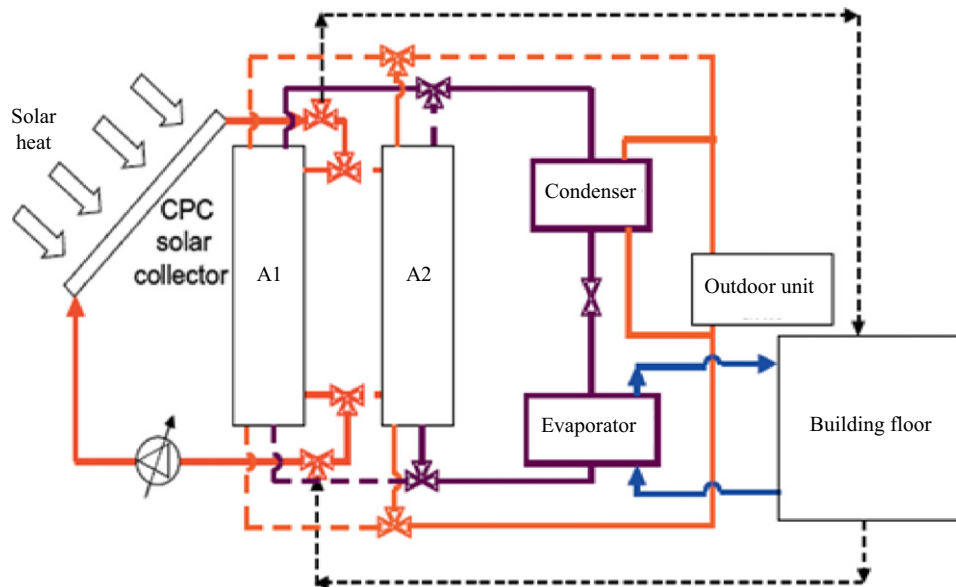 Solar
heat
CPC
solar
collector
A1
A2
Condenser
Outdoor unit
Evaporator
Building floor